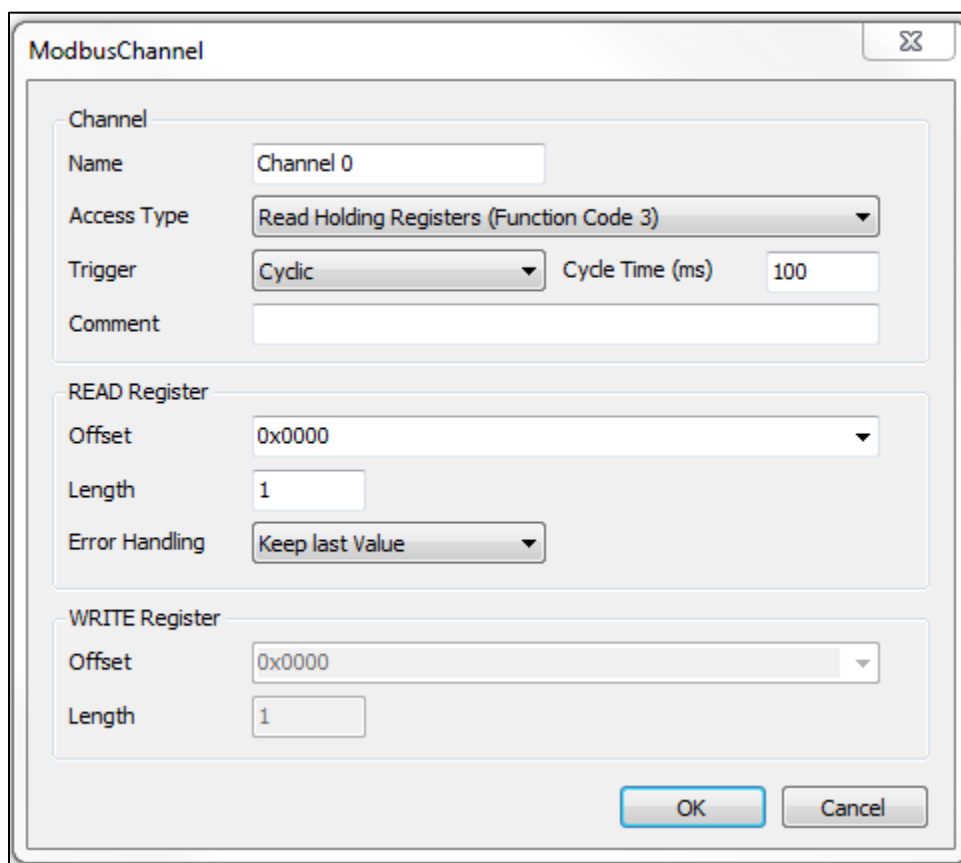 ModbusChannel
Channel
Name Channel 0
Access Type Read Holding Registers (Function Code 3)
Trigger Cyclic Cycle Time (ms) 100
Comment
READ Register
Offset 0x0000
Length 1
Error Handling Keep last Value
WRITE Register
Offset 0x0000
Length 1
OK Cancel